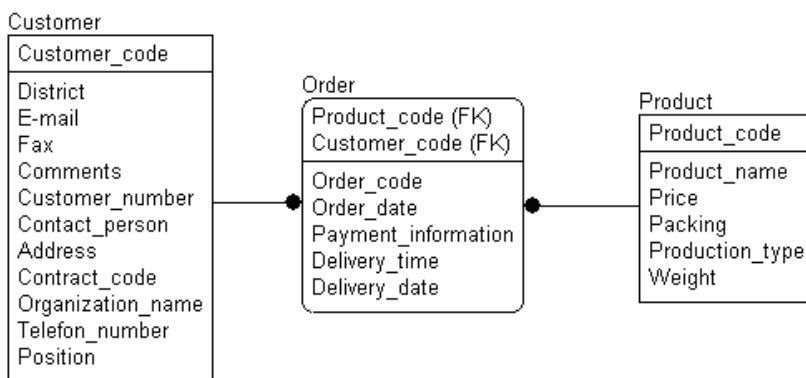 Customer
Customer_code
District
E-mail
Fax
Comments
Customer_number
Contact_person
Address
Contract_code
Organization_name
Telefon_number
Position
Order
Product_code (FK)
Customer_code (FK)
Order_code
Order_date
Payment_information
Delivery_time
Delivery_date
Product
Product_code
Product_name
Price
Packing
Production_type
Weight